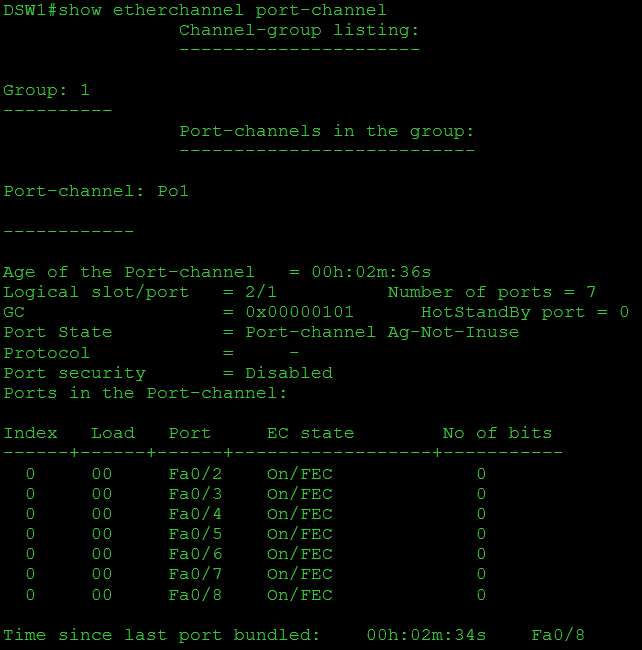 DSW1#show etherchannel port-channel
Channel-group listing:
----------------------
Group: 1
----------
Port-channels in the group:
---------------------------
Port-channel: Po1
------------
Age of the Port-channel   = 00h:02m:36s
Logical slot/port   = 2/1          Number of ports = 7
GC                  = 0x00000101      HotStandBy port = 0
Port State          = Port-channel Ag-Not-Inuse
Protocol            =     -
Port security       = Disabled
Ports in the Port-channel:
Index   Load   Port     EC state        No of bits
------+------+------+------------------+-----------
  0     00     Fa0/2    On/FEC             0
  0     00     Fa0/3    On/FEC             0
  0     00     Fa0/4    On/FEC             0
  0     00     Fa0/5    On/FEC             0
  0     00     Fa0/6    On/FEC             0
  0     00     Fa0/7    On/FEC             0
  0     00     Fa0/8    On/FEC             0
Time since last port bundled:    00h:02m:34s    Fa0/8